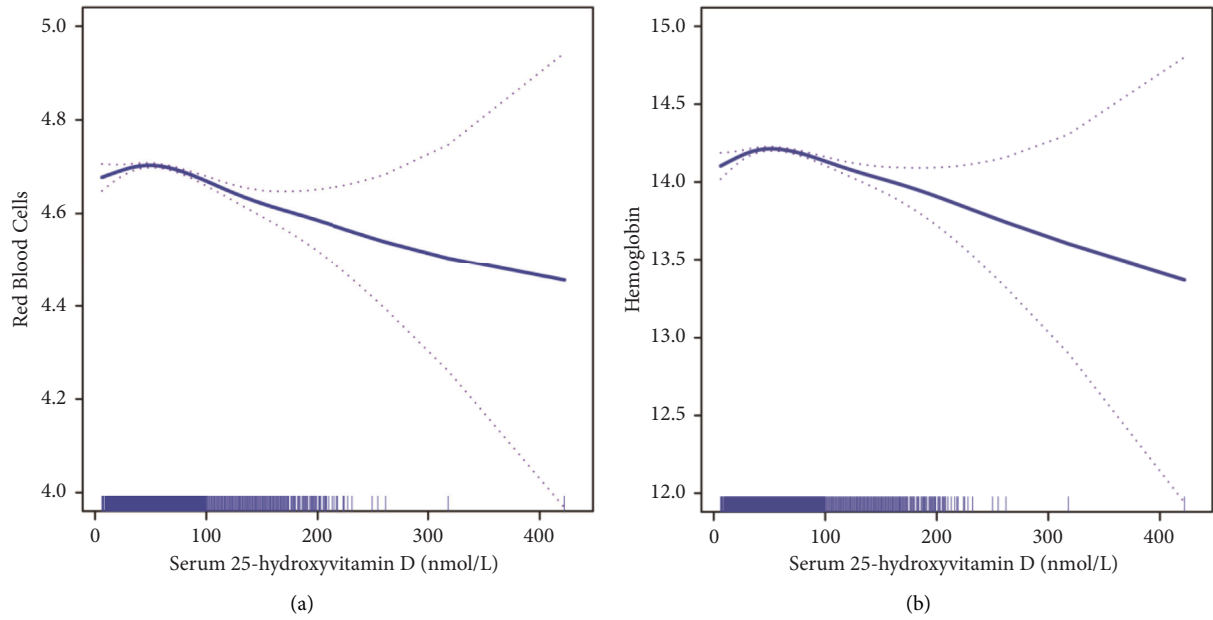 5.0
4.8
4.6
4.4
4.2
4.0
Red Blood Cells
0 100 200 300 400
Serum 25-hydroxyvitamin D (nmol/L)
(a)
15.0
14.5
14.0
13.5
13.0
12.5
12.0
Hemoglobin
0 100 200 300 400
Serum 25-hydroxyvitamin D (nmol/L)
(b)